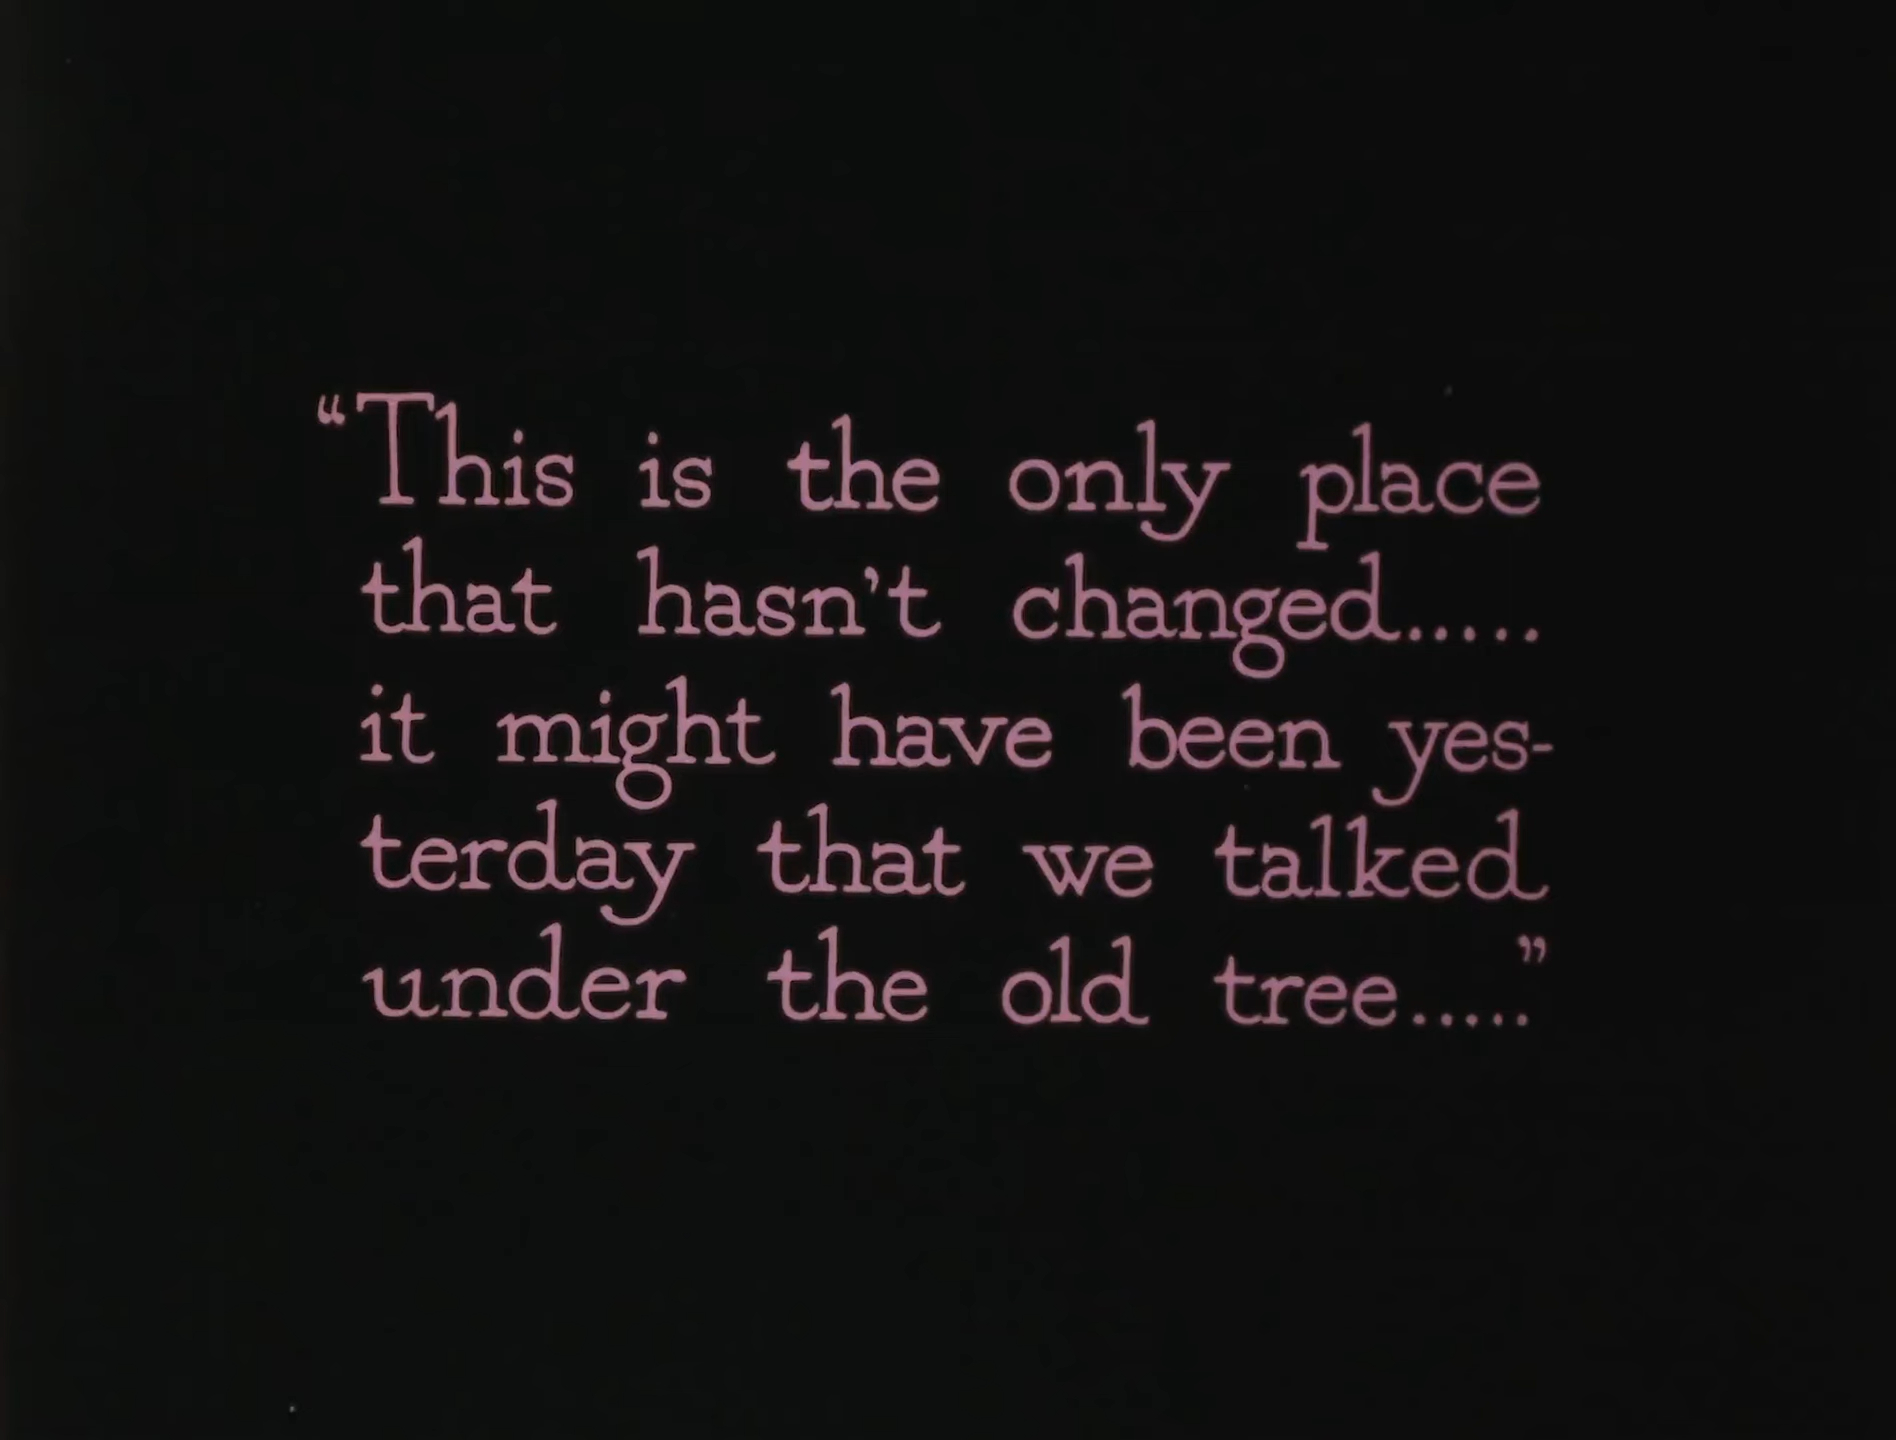 “This is the only place
that hasn’t changed.....
it might have been yes-
terday that we talked
under the old tree.....”